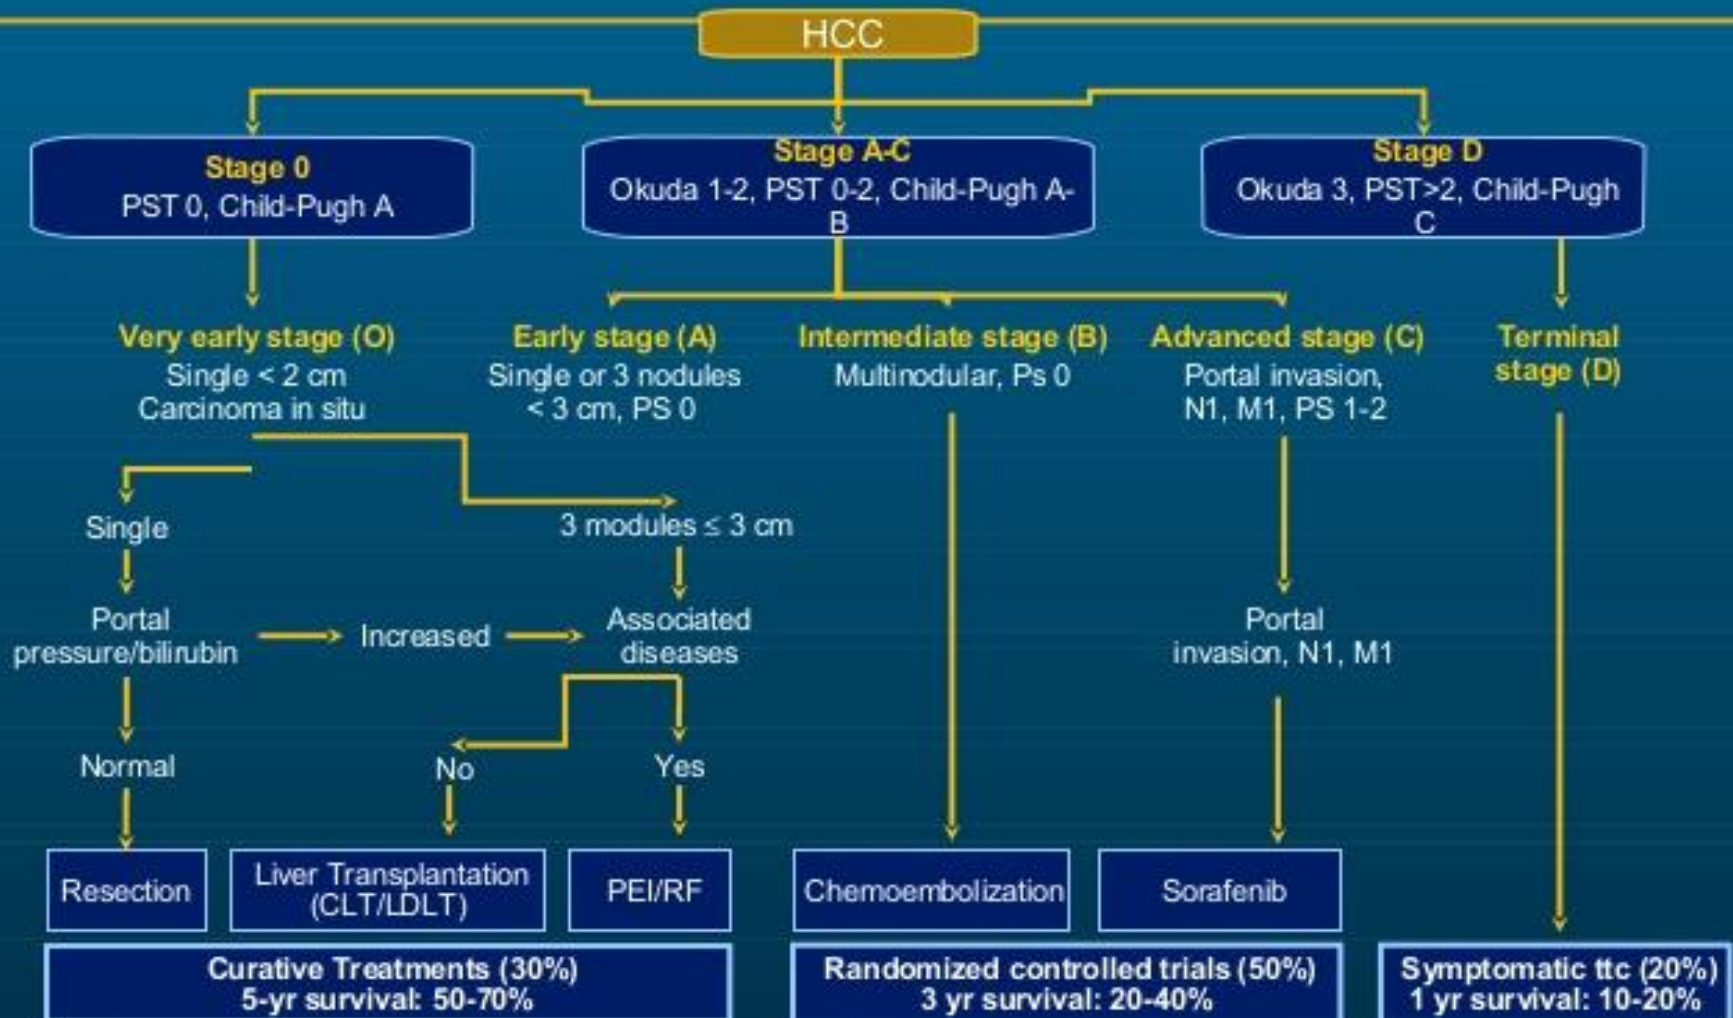 HCC
Stage 0
PST 0, Child-Pugh A
Stage A-C
Okuda 1-2, PST 0-2, Child-Pugh A-
B
Stage D
Okuda 3, PST>2, Child-Pugh
C
Very early stage (O)
Single < 2 cm
Carcinoma in situ
Early stage (A)
Single or 3 nodules
< 3 cm, PS 0
Intermediate stage (B)
Multinodular, Ps 0
Advanced stage (C)
Portal invasion,
N1, M1, PS 1-2
Terminal
stage (D)
Single
3 modules ≤ 3 cm
Portal
pressure/bilirubin
Increased
Associated
diseases
Portal
invasion, N1, M1
Normal
No
Yes
Resection
Liver Transplantation
(CLT/LDLT)
PEI/RF
Chemoembolization
Sorafenib
Curative Treatments (30%)
5-yr survival: 50-70%
Randomized controlled trials (50%)
3 yr survival: 20-40%
Symptomatic ttc (20%)
1 yr survival: 10-20%